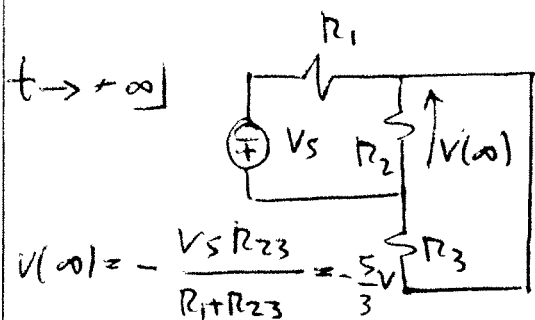 R₁
t → +∞
Vs R₂ v(∞)
R₃
v(∞) = - Vs R₂₃ / (R₁+R₂₃) = - 5/3 V